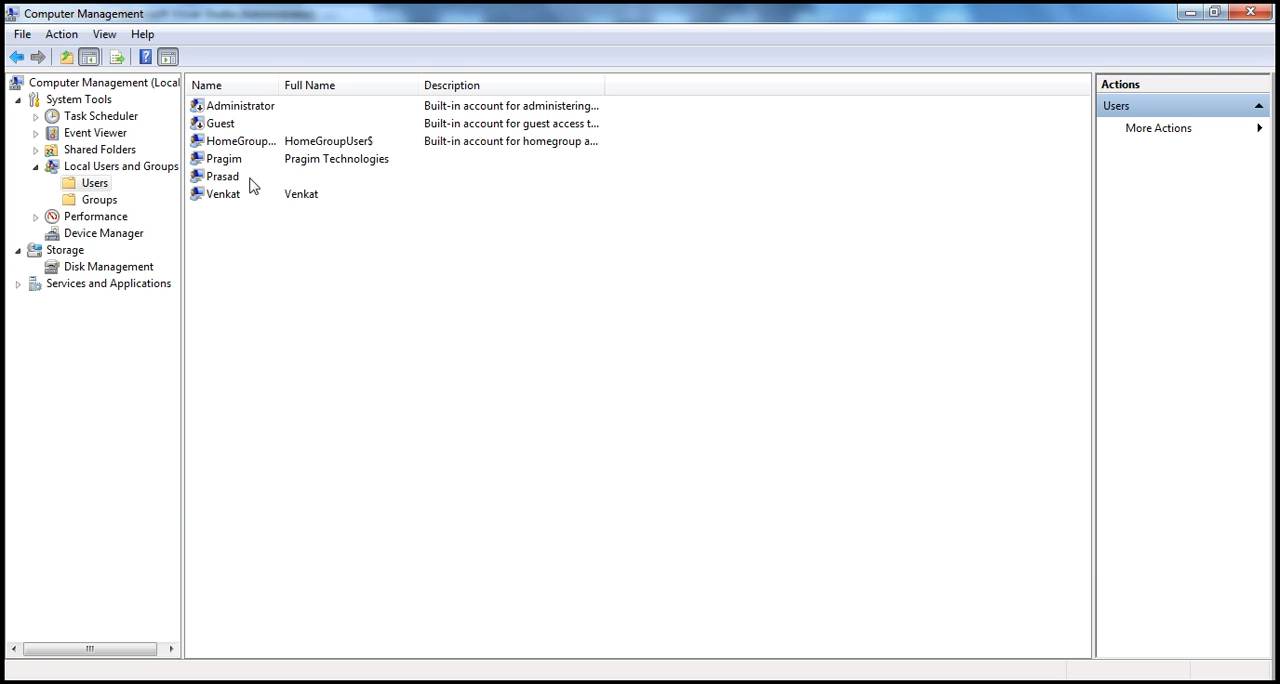 Computer Management
File Action View Help
Computer Management (Local
System Tools
Task Scheduler
Event Viewer
Shared Folders
Local Users and Groups
Users
Groups
Performance
Device Manager
Storage
Disk Management
Services and Applications
Name Full Name Description
Administrator Built-in account for administering...
Guest Built-in account for guest access t...
HomeGroup... HomeGroupUser$ Built-in account for homegroup a...
Pragim Pragim Technologies
Prasad
Venkat Venkat
Actions
Users
More Actions